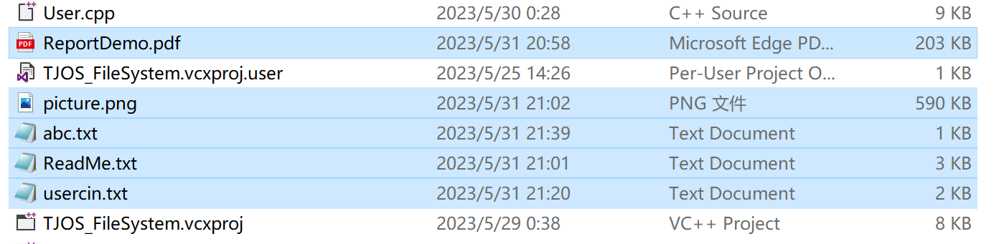 User.cpp 2023/5/30 0:28 C++ Source 9 KB
PDF ReportDemo.pdf 2023/5/31 20:58 Microsoft Edge PD... 203 KB
TJOS_FileSystem.vcxproj.user 2023/5/25 14:26 Per-User Project O... 1 KB
picture.png 2023/5/31 21:02 PNG 文件 590 KB
abc.txt 2023/5/31 21:39 Text Document 1 KB
ReadMe.txt 2023/5/31 21:01 Text Document 3 KB
usercin.txt 2023/5/31 21:20 Text Document 2 KB
TJOS_FileSystem.vcxproj 2023/5/29 0:38 VC++ Project 8 KB